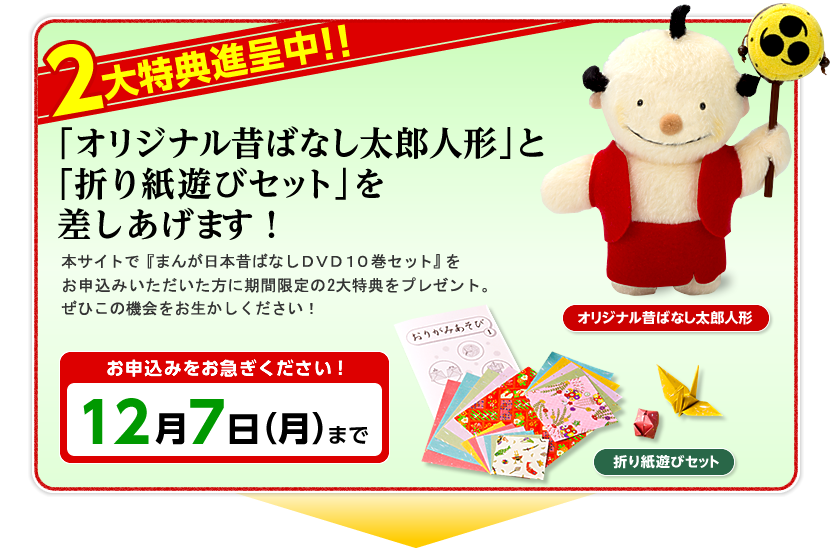 2大特典進呈中!!
「オリジナル昔ばなし太郎人形」と
「折り紙遊びセット」を
差しあげます！
本サイトで『まんが日本昔ばなしＤＶＤ１０巻セット』を
お申込みいただいた方に期間限定の2大特典をプレゼント。
ぜひこの機会をお生かしください！
オリジナル昔ばなし太郎人形
お申込みをお急ぎください！
12月7日(月)まで
おりがみあそび
1
折り紙遊びセット